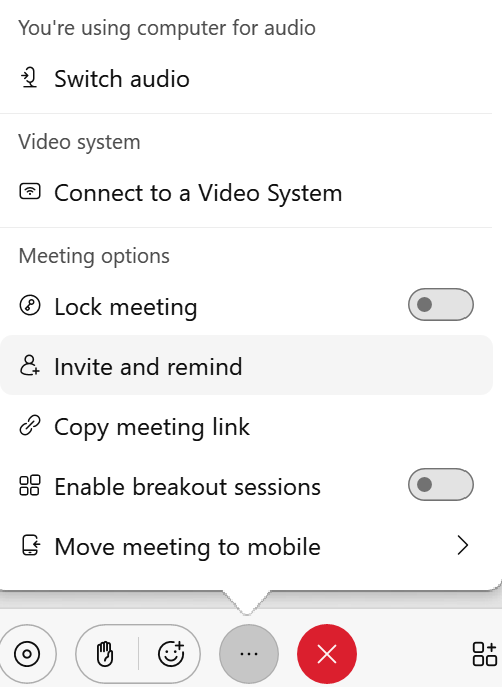 You're using computer for audio
Switch audio
Video system
Connect to a Video System
Meeting options
Lock meeting
Invite and remind
Copy meeting link
Enable breakout sessions
Move meeting to mobile